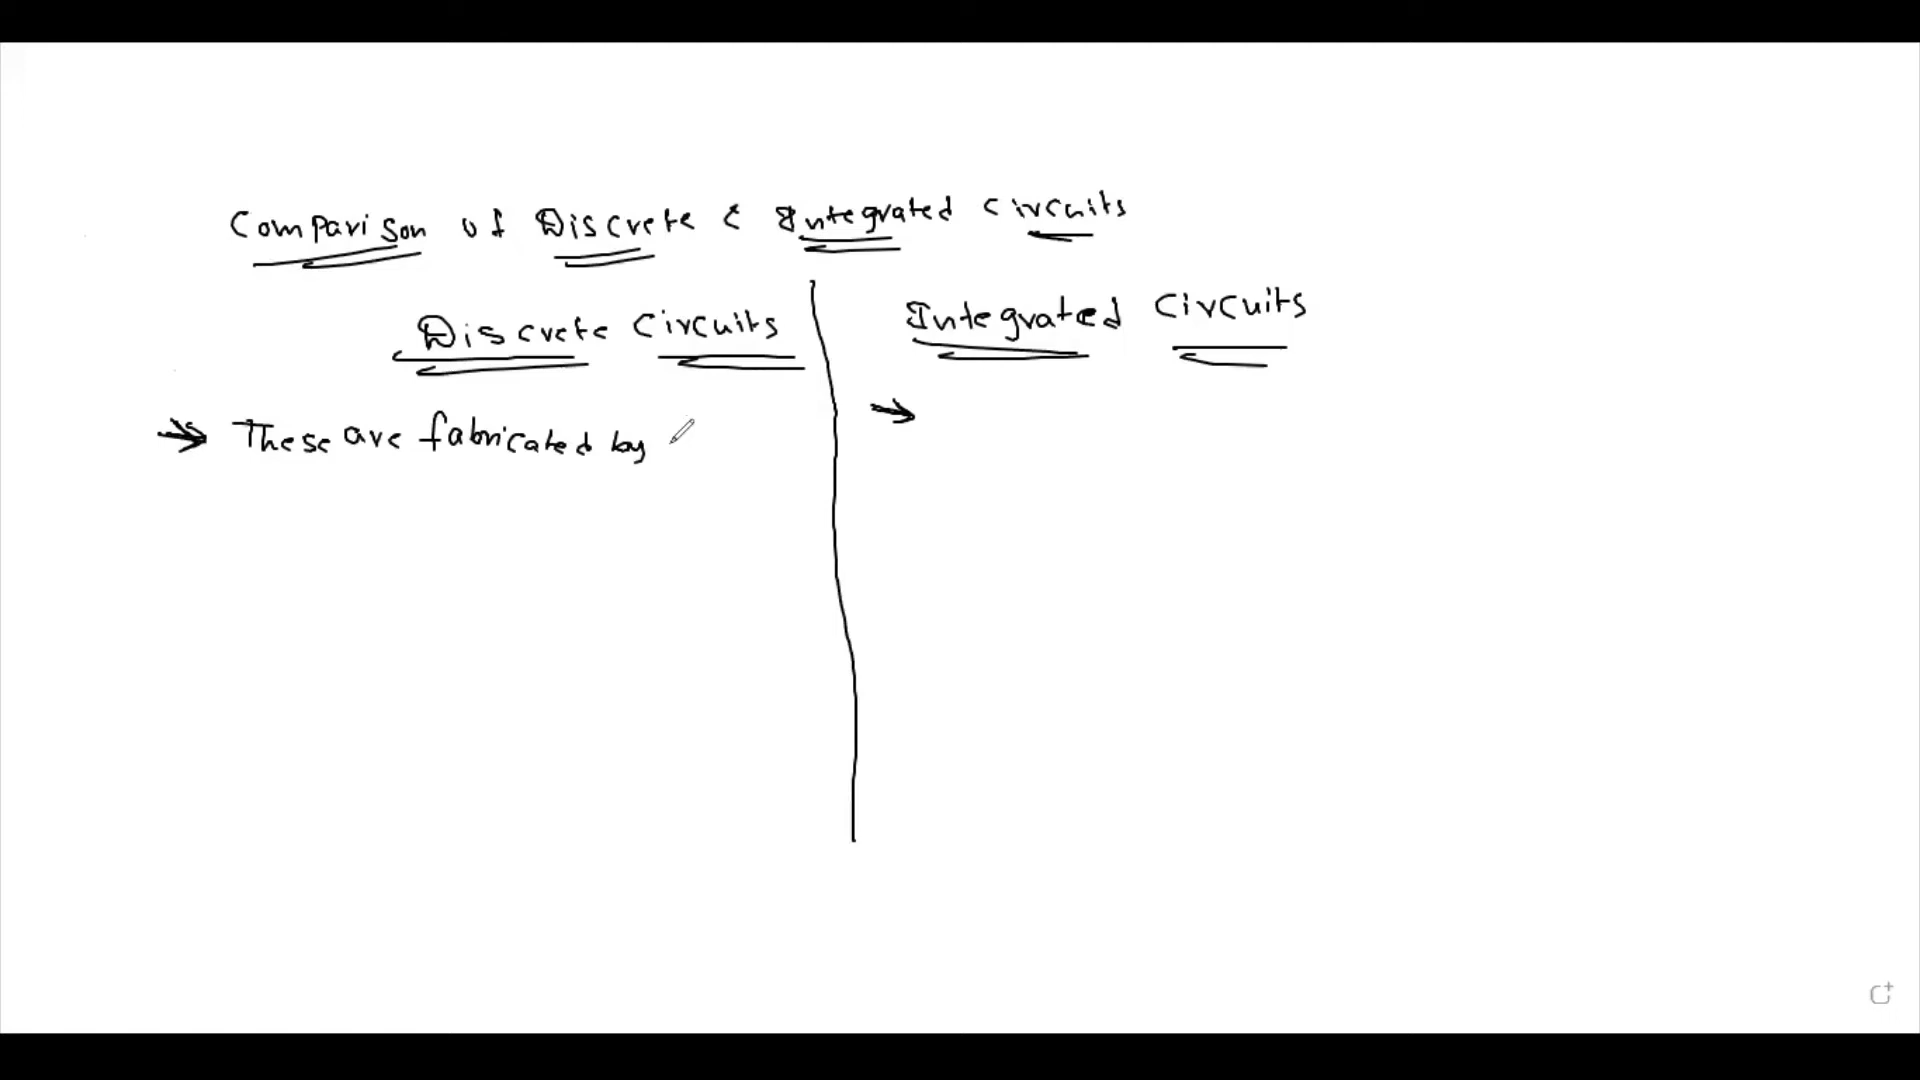 Comparison of Discrete & Integrated Circuits
Discrete Circuits
Integrated Circuits
→ These are fabricated by
→